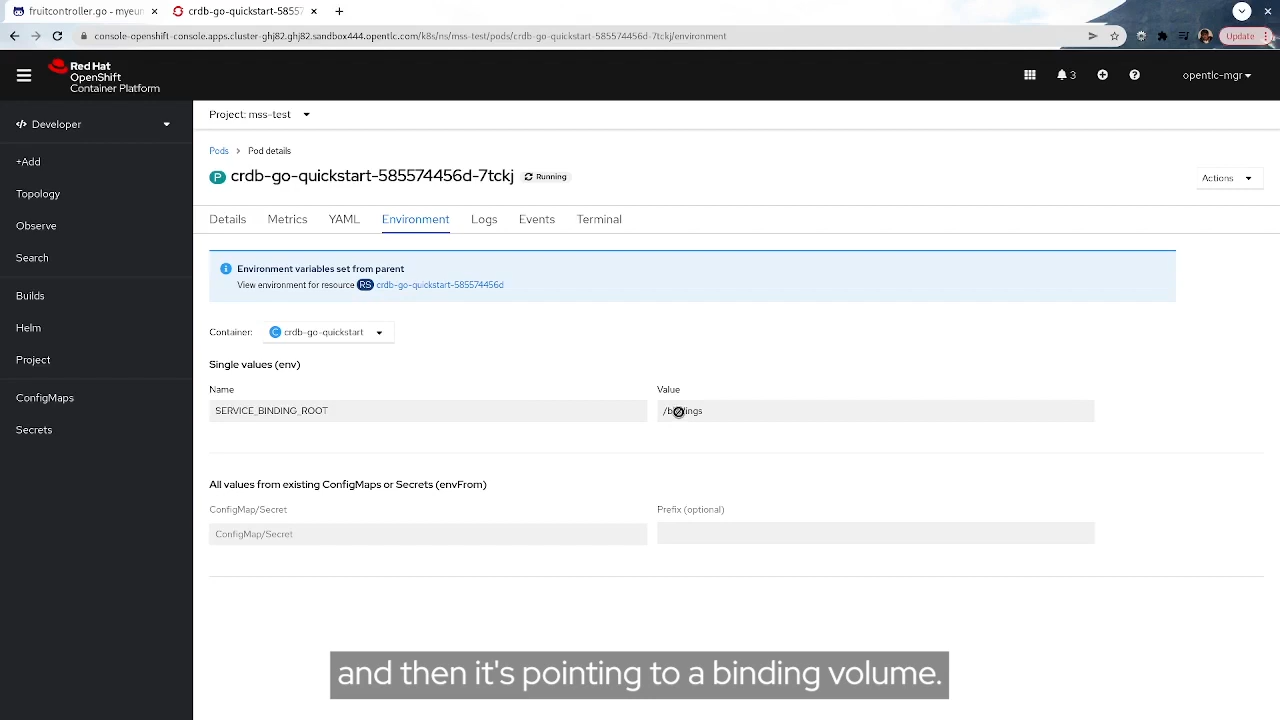 fruitcontroller.go - myeun
crdb-go-quickstart-5855
console-openshift-console.apps.cluster-ghj82.ghj82.sandbox444.opentlc.com/k8s/ns/mss-test/pods/crdb-go-quickstart-585574456d-7tckj/environment
Update
Red Hat
OpenShift
Container Platform
3
opentlc-mgr
Developer
+Add
Topology
Observe
Search
Builds
Helm
Project
ConfigMaps
Secrets
Project: mss-test
Pods
Pod details
P crdb-go-quickstart-585574456d-7tckj
Running
Actions
Details
Metrics
YAML
Environment
Logs
Events
Terminal
Environment variables set from parent
View environment for resource RS crdb-go-quickstart-585574456d
Container:
C crdb-go-quickstart
Single values (env)
Name
Value
SERVICE_BINDING_ROOT
All values from existing ConfigMaps or Secrets (envFrom)
ConfigMap/Secret
Prefix (optional)
ConfigMap/Secret
and then it's pointing to a binding volume.